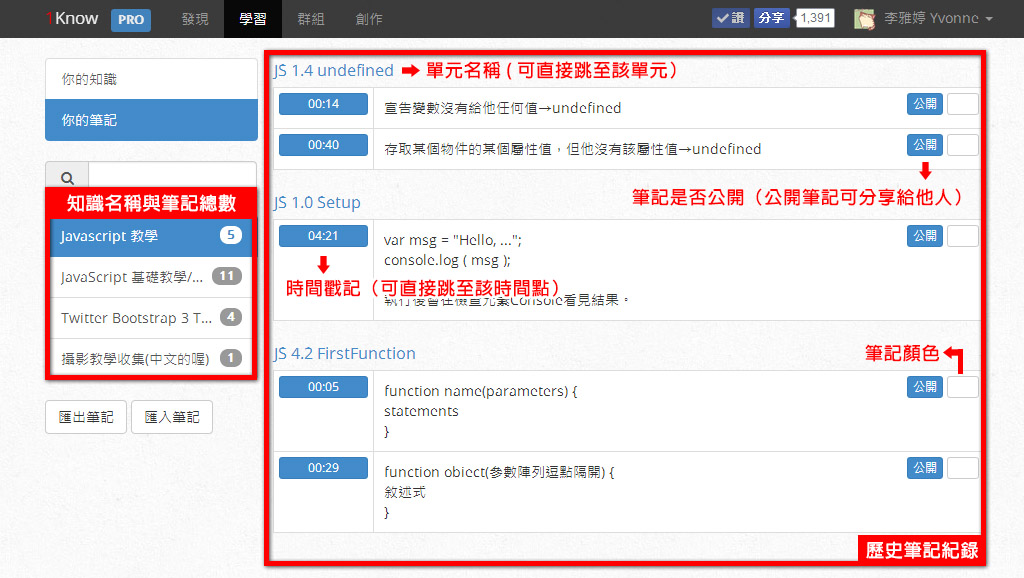 1Know PRO 發現 學習 群組 創作 讚 分享 1,391 李雅婷 Yvonne
你的知識
你的筆記
知識名稱與筆記總數
Javascript 教學 5
JavaScript 基礎教學/... 11
Twitter Bootstrap 3 T... 4
攝影教學收集(中文的喔) 1
匯出筆記 匯入筆記
JS 1.4 undefined 單元名稱 ( 可直接跳至該單元 )
00:14 宣告變數沒有給他任何值→undefined 公開
00:40 存取某個物件的某個屬性值，但他沒有該屬性值→undefined 公開
筆記是否公開（公開筆記可分享給他人）
JS 1.0 Setup
04:21 var msg = "Hello, ..."; 公開
console.log ( msg );
時間戳記（可直接跳至該時間點）
執行後會在檢查元素Console看見結果。
JS 4.2 FirstFunction 筆記顏色
00:05 function name(parameters) { 公開
statements
}
00:29 function object(參數陣列逗點隔開) { 公開
敘述式
}
歷史筆記紀錄